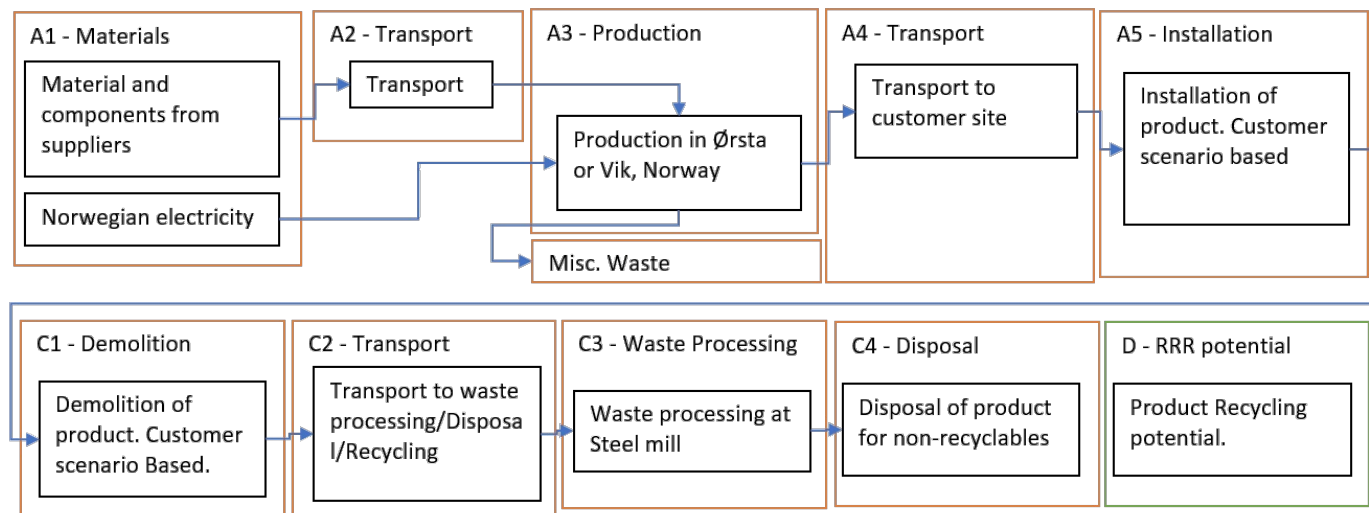 A1 - Materials
Material and
components from
suppliers
Norwegian electricity
A2 - Transport
Transport
A3 - Production
Production in Ørsta
or Vik, Norway
Misc. Waste
A4 - Transport
Transport to
customer site
A5 - Installation
Installation of
product. Customer
scenario based
C1 - Demolition
Demolition of
product. Customer
scenario Based.
C2 - Transport
Transport to waste
processing/Disposa
l/Recycling
C3 - Waste Processing
Waste processing at
Steel mill
C4 - Disposal
Disposal of product
for non-recyclables
D - RRR potential
Product Recycling
potential.